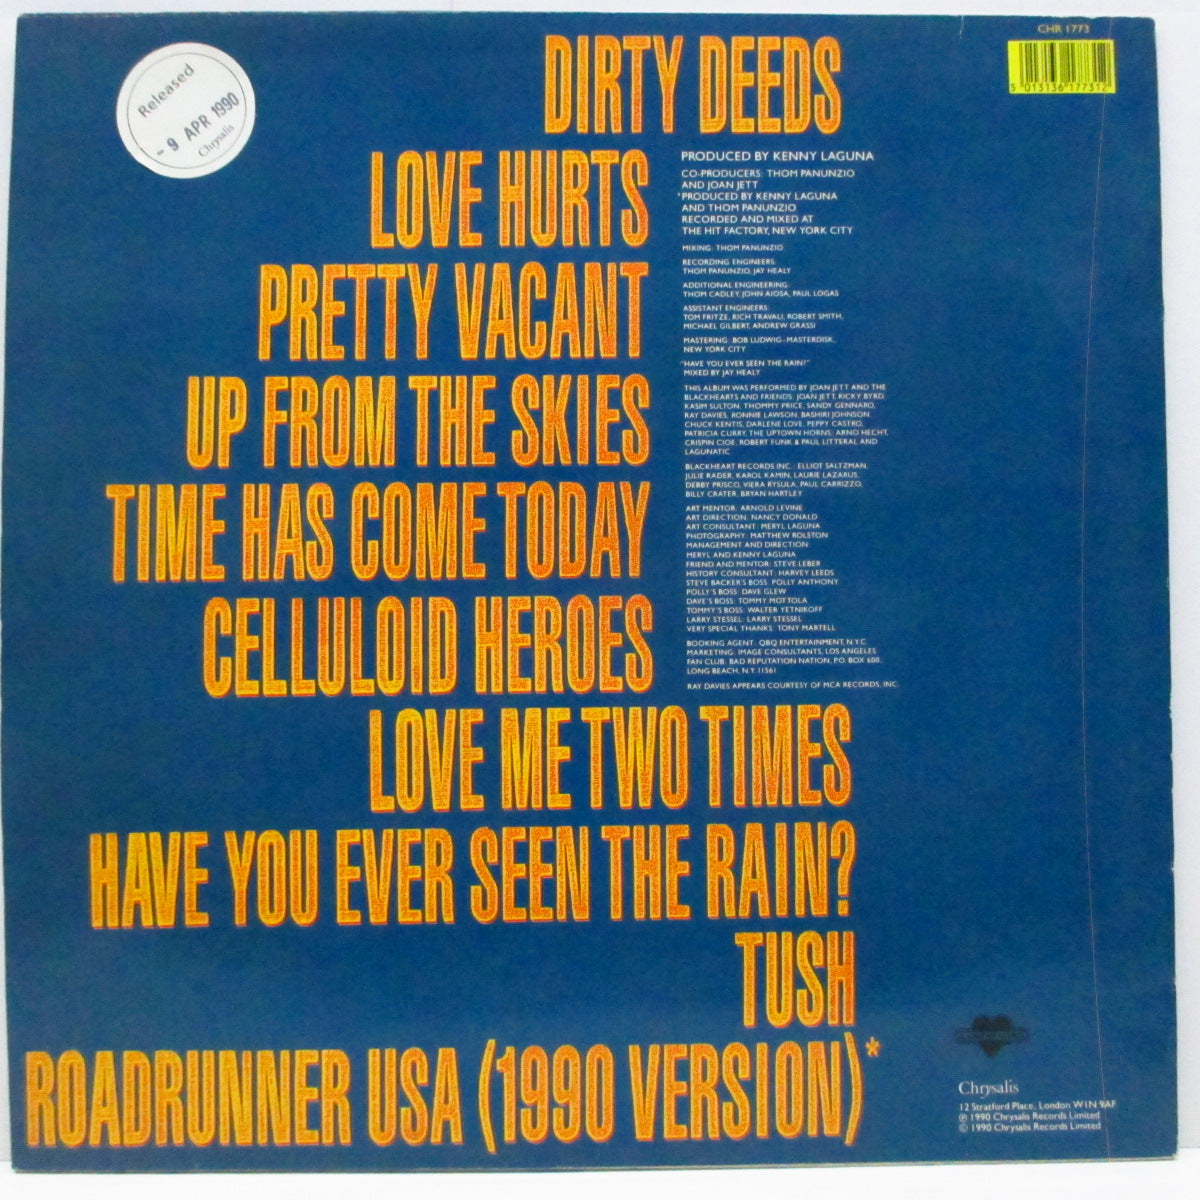 Released
- 9 APR 1990
Chrysalis
CHR 1773
5 013136 177312
DIRTY DEEDS
LOVE HURTS
PRETTY VACANT
UP FROM THE SKIES
TIME HAS COME TODAY
CELLULOID HEROES
LOVE ME TWO TIMES
HAVE YOU EVER SEEN THE RAIN?
TUSH
ROADRUNNER USA (1990 VERSION)*
PRODUCED BY KENNY LAGUNA
CO-PRODUCERS: THOM PANUNZIO
AND JOAN JETT
*PRODUCED BY KENNY LAGUNA
AND THOM PANUNZIO
RECORDED AND MIXED AT
THE HIT FACTORY, NEW YORK CITY
MIXING: THOM PANUNZIO
RECORDING ENGINEERS:
THOM PANUNZIO, JAY HEALY
ADDITIONAL ENGINEERING:
THOM CADLEY, JOHN AIOSA, PAUL LOGAS
ASSISTANT ENGINEERS:
TOM FRITZE, RICH TRAVALI, ROBERT SMITH,
MICHAEL GILBERT, ANDREW GRASSI
MASTERING: BOB LUDWIG–MASTERDISK,
NEW YORK CITY
"HAVE YOU EVER SEEN THE RAIN?"
MIXED BY JAY HEALY
THIS ALBUM WAS PERFORMED BY JOAN JETT AND THE
BLACKHEARTS AND FRIENDS: JOAN JETT, RICKY BYRD,
KASIM SULTON, THOMMY PRICE, SANDY GENNARO,
RAY DAVIES, RONNIE LAWSON, BASHIRI JOHNSON,
CHUCK KENTIS, DARLENE LOVE, PEPPY CASTRO,
PATRICIA CURRY, THE UPTOWN HORNS: ARNO HECHT,
CRISPIN CIOE, ROBERT FUNK & PAUL LITTERAL AND
LAGUNATIC
BLACKHEART RECORDS INC.: ELLIOT SALTZMAN,
JULIE RADER, KAROL KAMIN, LAURIE LAZARUS,
DEBBY PRISCO, VIERA RYSULA, PAUL CARRIZZO,
BILLY CRATER, BRYAN HARTLEY
ART MENTOR: ARNOLD LEVINE
ART DIRECTION: NANCY DONALD
ART CONSULTANT: MERYL LAGUNA
PHOTOGRAPHY: MATTHEW ROLSTON
MANAGEMENT AND DIRECTION:
MERYL AND KENNY LAGUNA
FRIEND AND MENTOR: STEVE LEBER
HISTORY CONSULTANT: HARVEY LEEDS
STEVE BACKER'S BOSS: POLLY ANTHONY
POLLY'S BOSS: DAVE GLEW
DAVE'S BOSS: TOMMY MOTTOLA
TOMMY'S BOSS: WALTER YETNIKOFF
LARRY STESSEL: LARRY STESSEL
VERY SPECIAL THANKS: TONY MARTELL
BOOKING AGENT: QBQ ENTERTAINMENT, N.Y.C.
MARKETING: IMAGE CONSULTANTS, LOS ANGELES
FAN CLUB: BAD REPUTATION NATION, P.O. BOX 600,
LONG BEACH, N.Y. 11561
RAY DAVIES APPEARS COURTESY OF MCA RECORDS, INC.
Chrysalis
12 Stratford Place, London W1N 9AF
℗ 1990 Chrysalis Records Limited
© 1990 Chrysalis Records Limited